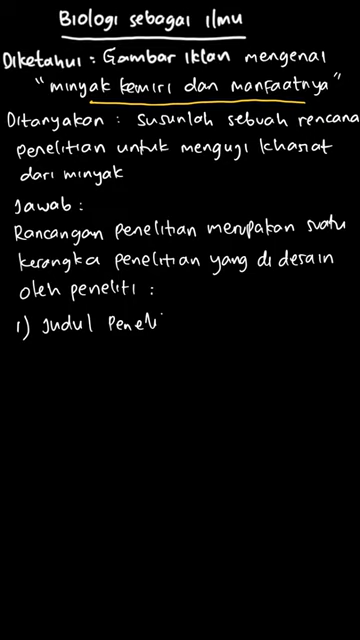 Biologi sebagai ilmu
Diketahui : Gambar iklan mengenai
"minyak kemiri dan manfaatnya"
Ditanyakan : susunlah sebuah rencana
penelitian untuk menguji khasiat
dari minyak
Jawab :
Rancangan penelitian merupakan suatu
kerangka penelitian yang di desain
oleh peneliti :
1) Judul Peneli